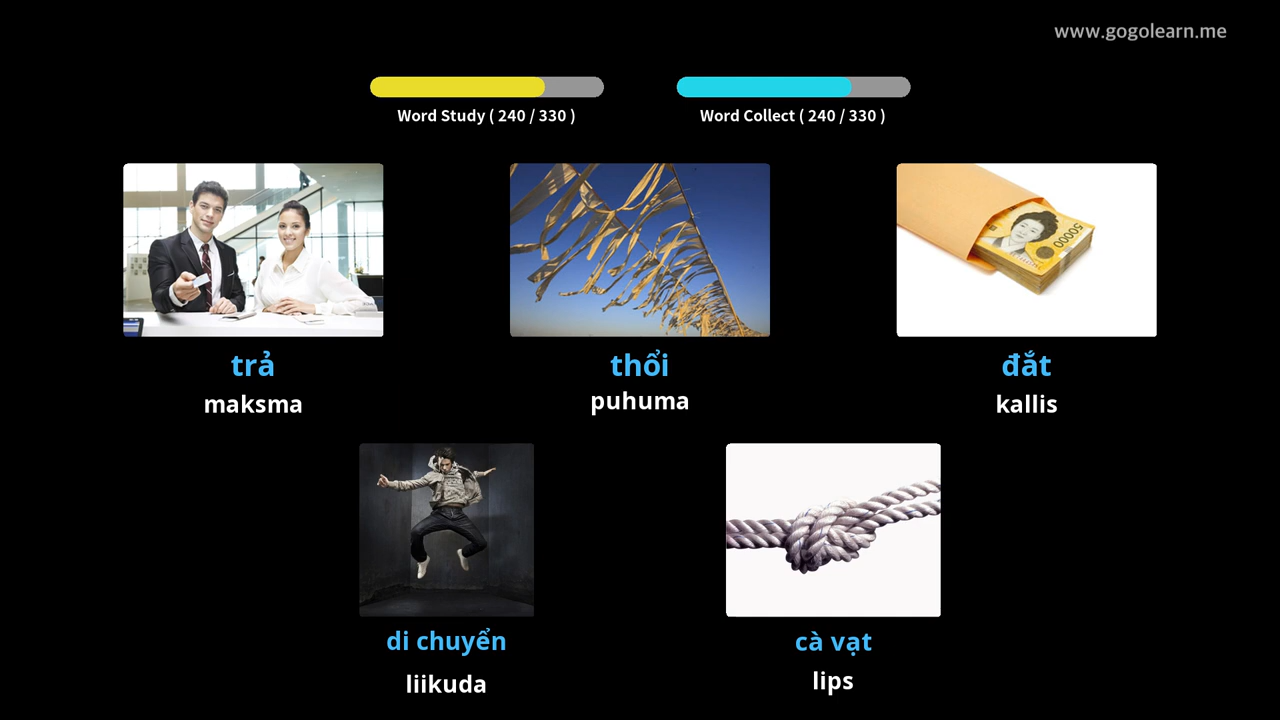 www.gogolearn.me
Word Study ( 240 / 330 )
Word Collect ( 240 / 330 )
trả
maksma
thổi
puhuma
đắt
kallis
50000
di chuyển
liikuda
cà vạt
lips